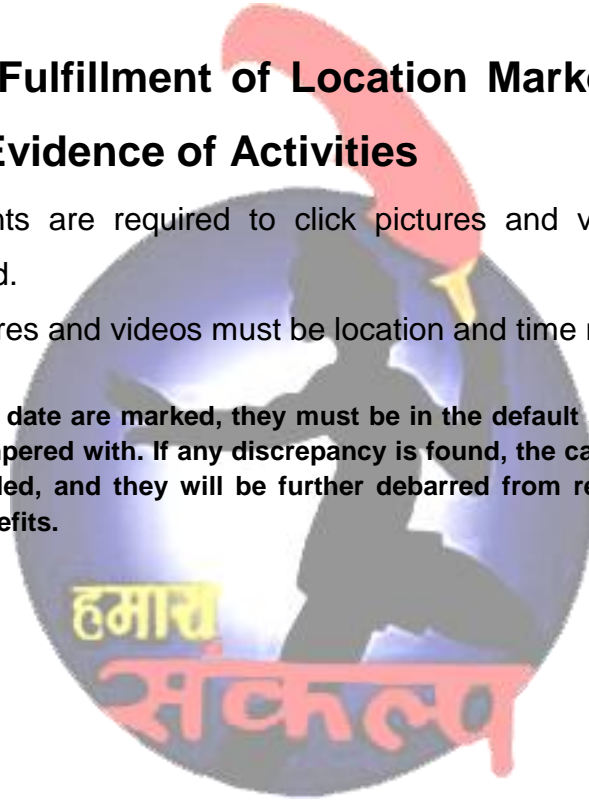 Fulfillment of Location Marke
Evidence of Activities
nts are required to click pictures and v
d.
res and videos must be location and time
date are marked, they must be in the default
pered with. If any discrepancy is found, the ca
led, and they will be further debarred from re
efits.
हमारा
संकल्प